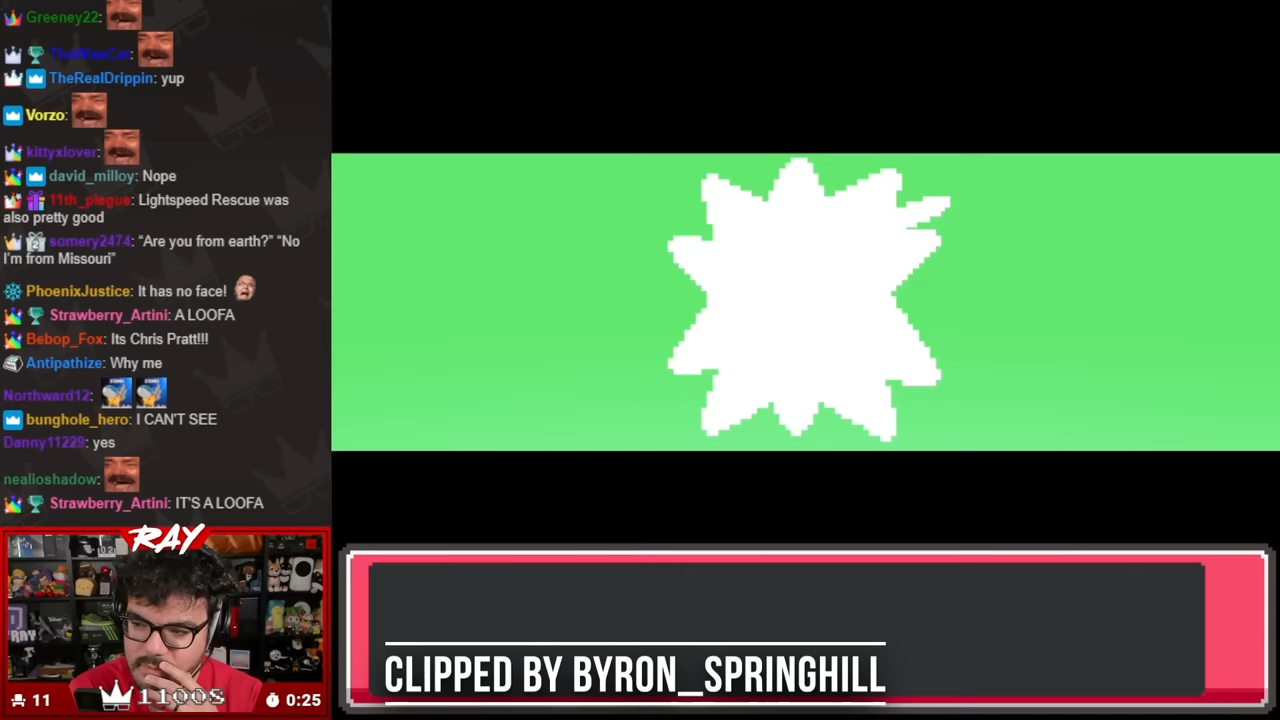 Greeney22:
TheWiseCat:
TheRealDrippin: yup
Vorzo:
kittyxlover:
david_milloy: Nope
11th_plague: Lightspeed Rescue was
also pretty good
somery2474: “Are you from earth?” “No
I'm from Missouri”
PhoenixJustice: It has no face!
Strawberry_Artini: A LOOFA
Bebop_Fox: Its Chris Pratt!!!
Antipathize: Why me
Northward12:
bunghole_hero: I CAN'T SEE
Danny11229: yes
nealioshadow:
Strawberry_Artini: IT'S A LOOFA
RAY
11
11008
0:25
CLIPPED BY BYRON_SPRINGHILL